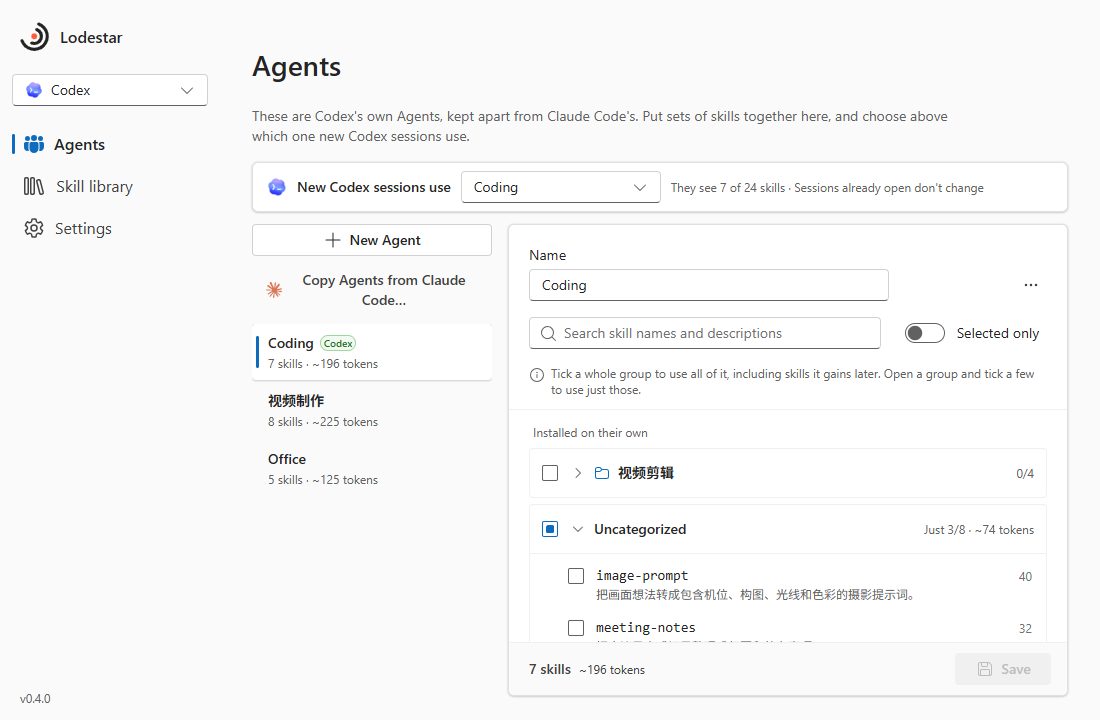 Lodestar
Codex
Agents
Skill library
Settings
v0.4.0
Agents
These are Codex's own Agents, kept apart from Claude Code's. Put sets of skills together here, and choose above
which one new Codex sessions use.
New Codex sessions use
Coding
They see 7 of 24 skills · Sessions already open don't change
New Agent
Copy Agents from Claude
Code...
Coding Codex
7 skills · ~196 tokens
视频制作
8 skills · ~225 tokens
Office
5 skills · ~125 tokens
Name
Coding
Search skill names and descriptions
Selected only
Tick a whole group to use all of it, including skills it gains later. Open a group and tick a few
to use just those.
Installed on their own
视频剪辑 0/4
Uncategorized Just 3/8 · ~74 tokens
image-prompt 40
把画面想法转成包含机位、构图、光线和色彩的摄影提示词。
meeting-notes 32
7 skills ~196 tokens
Save